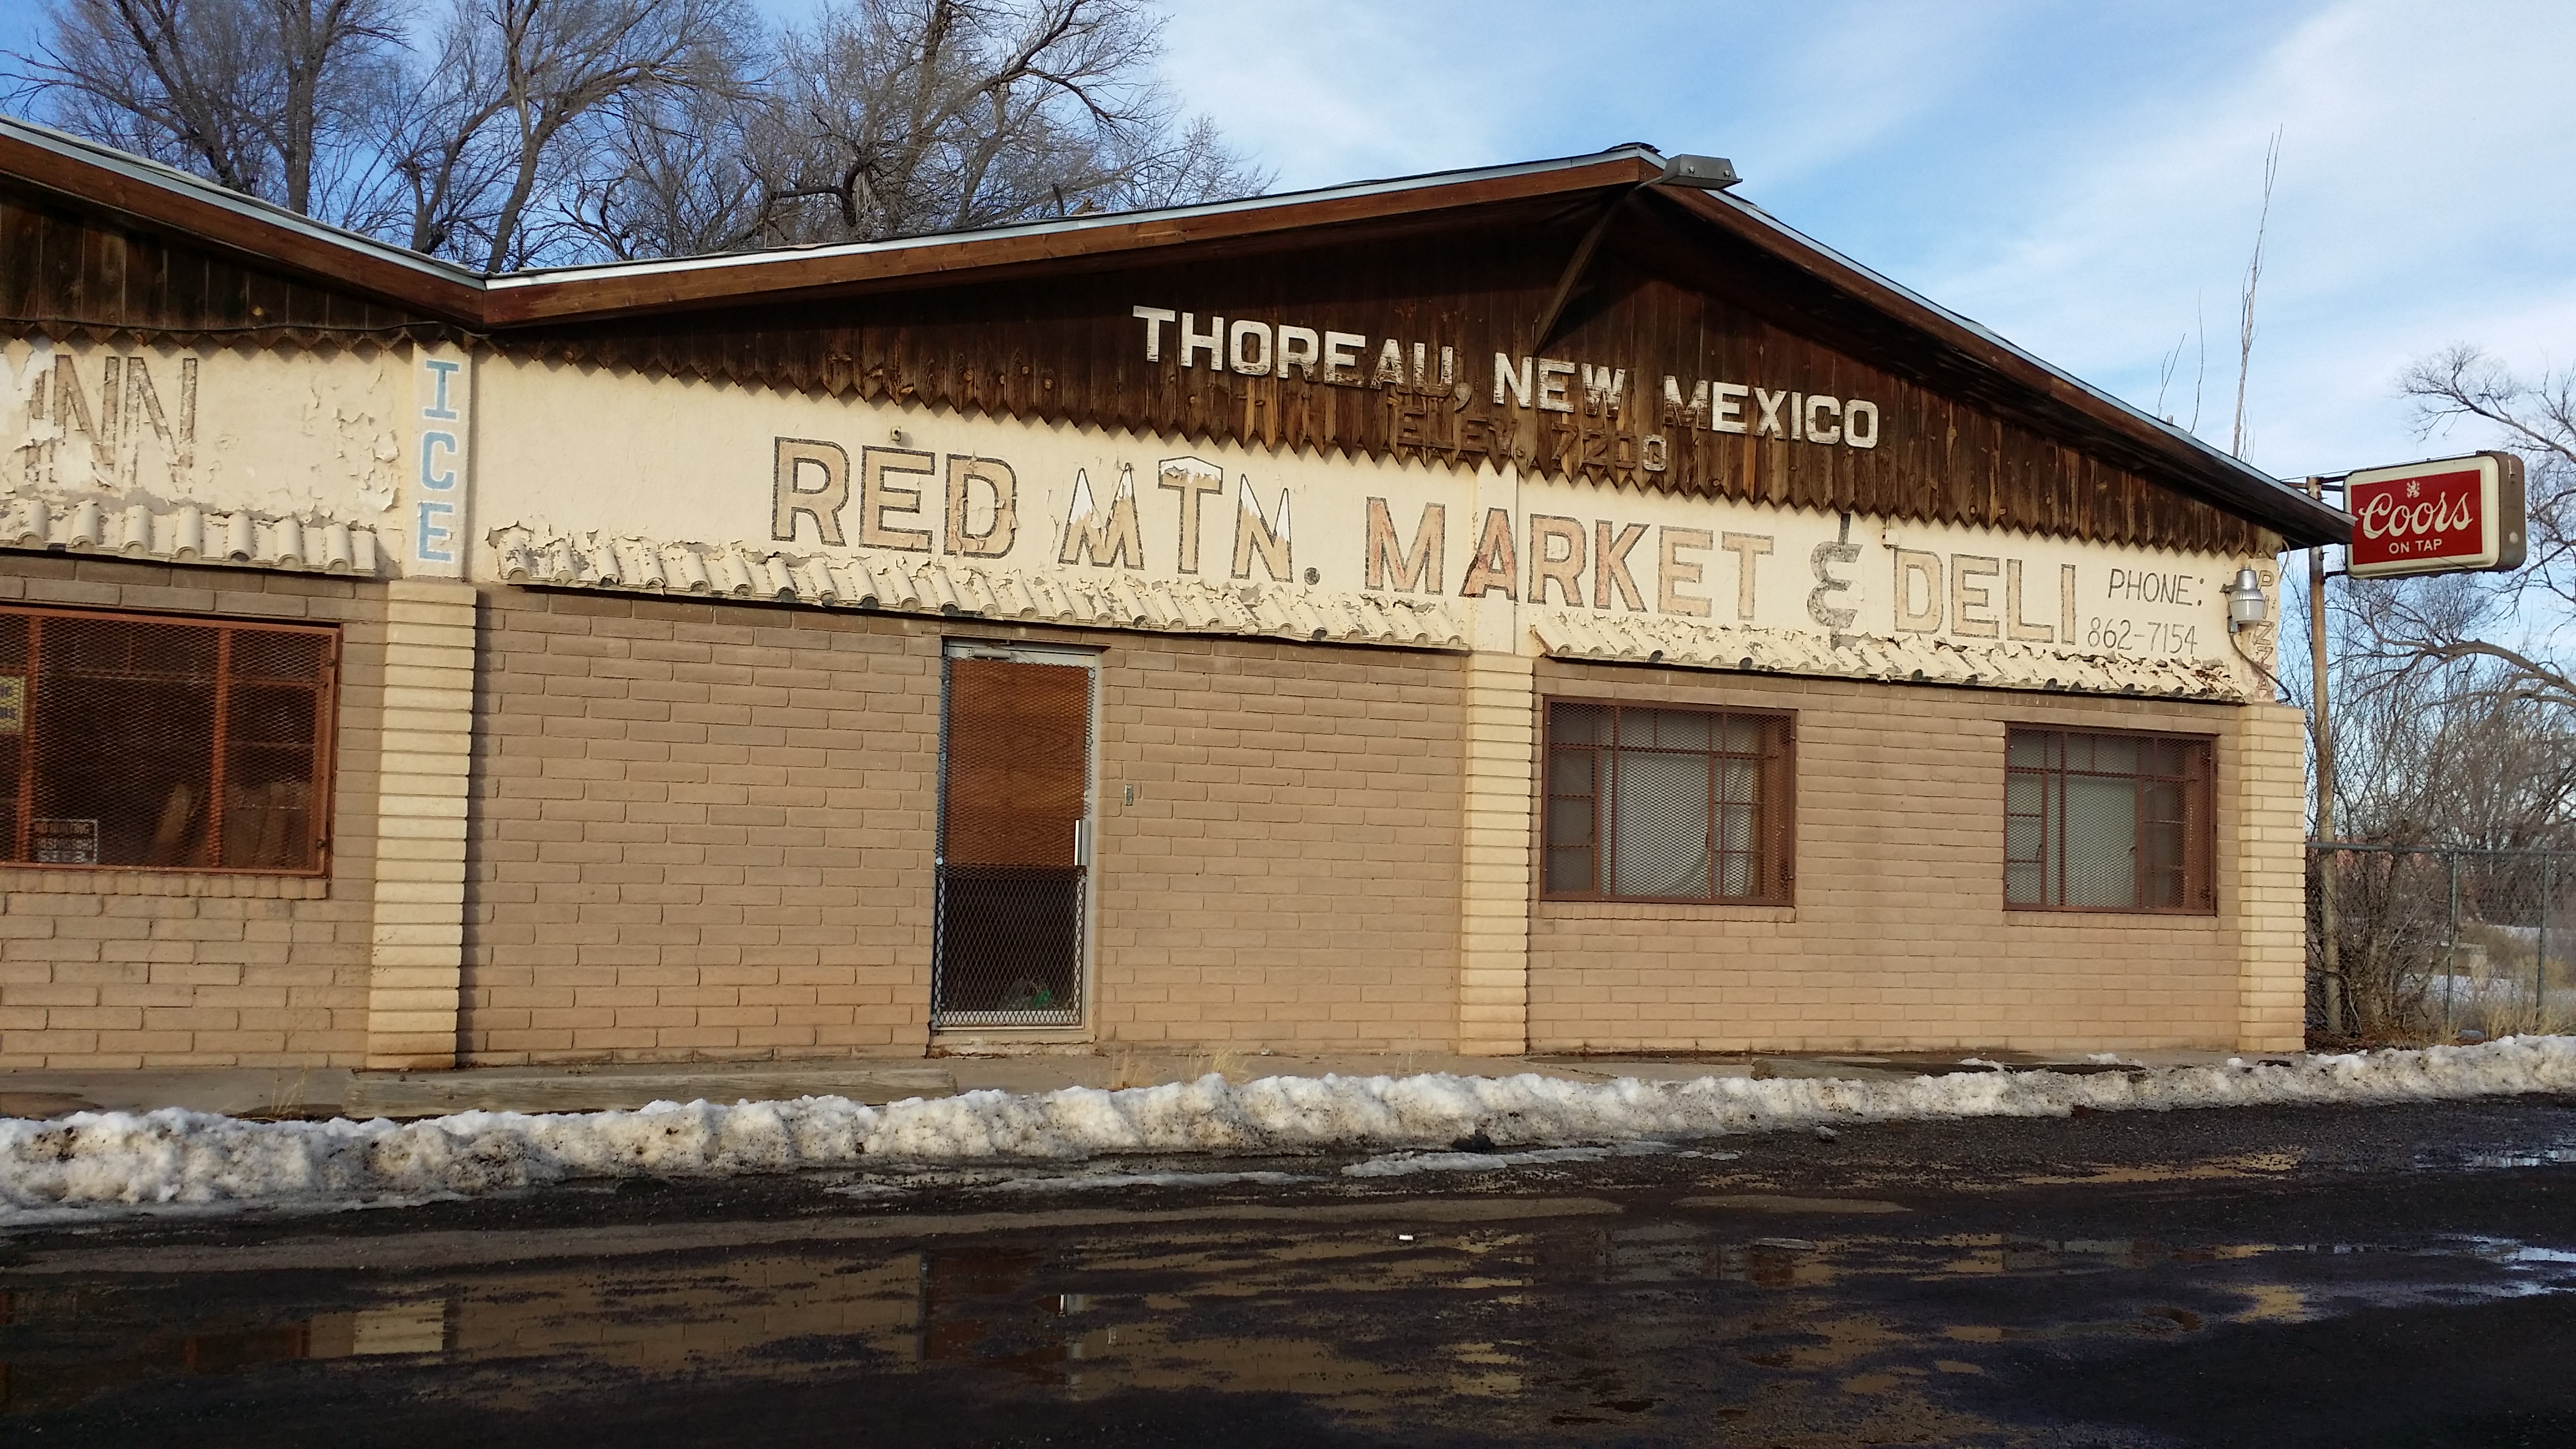 THOREAU, NEW MEXICO
ELEV. 7200
INN
ICE
RED MTN. MARKET & DELI
PHONE:
862-7154
Coors
ON TAP